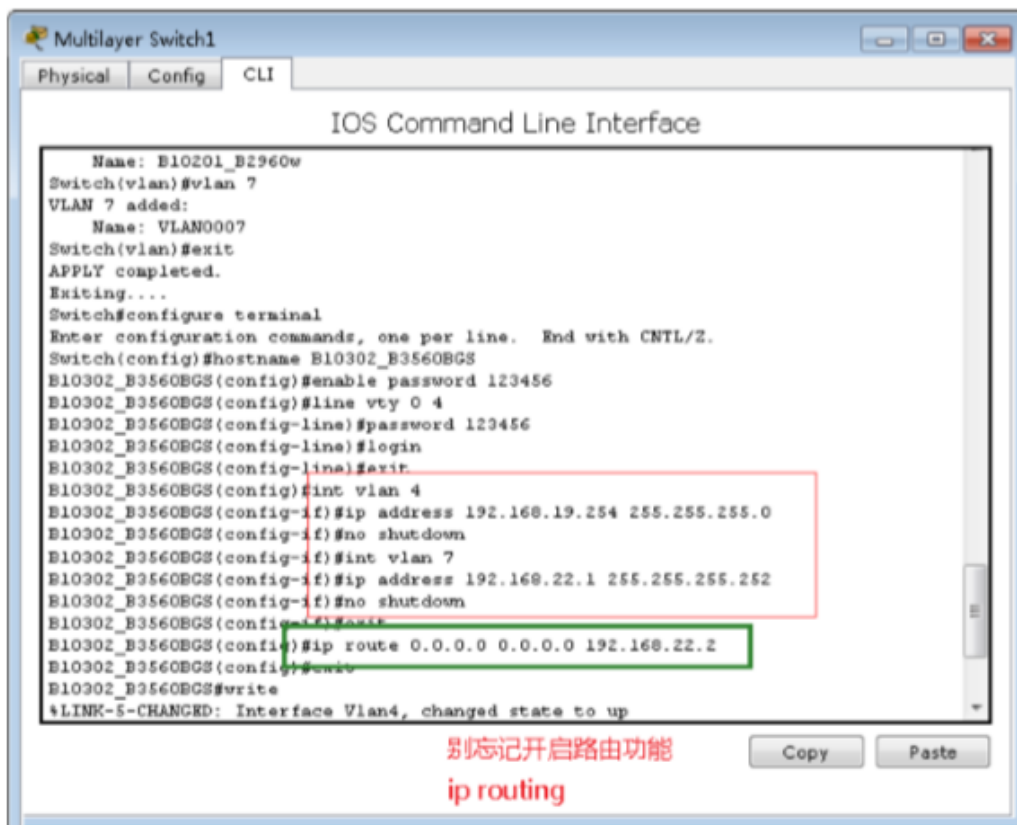 Multilayer Switch1
Physical Config CLI
IOS Command Line Interface
Name: B10201_B2960w
Switch(vlan)#vlan 7
VLAN 7 added:
Name: VLAN0007
Switch(vlan)#exit
APPLY completed.
Exiting....
Switch#configure terminal
Enter configuration commands, one per line. End with CNTL/Z.
Switch(config)#hostname B10302_B3560BGS
B10302_B3560BGS(config)#enable password 123456
B10302_B3560BGS(config)#line vty 0 4
B10302_B3560BGS(config-line)#password 123456
B10302_B3560BGS(config-line)#login
B10302_B3560BGS(config-line)#exit
B10302_B3560BGS(config)#int vlan 4
B10302_B3560BGS(config-if)#ip address 192.168.19.254 255.255.255.0
B10302_B3560BGS(config-if)#no shutdown
B10302_B3560BGS(config-if)#int vlan 7
B10302_B3560BGS(config-if)#ip address 192.168.22.1 255.255.255.252
B10302_B3560BGS(config-if)#no shutdown
B10302_B3560BGS(config-if)#exit
B10302_B3560BGS(config)#ip route 0.0.0.0 0.0.0.0 192.168.22.2
B10302_B3560BGS(config)#exit
B10302_B3560BGS#write
%LINK-5-CHANGED: Interface Vlan4, changed state to up
别忘记开启路由功能
Copy Paste
ip routing